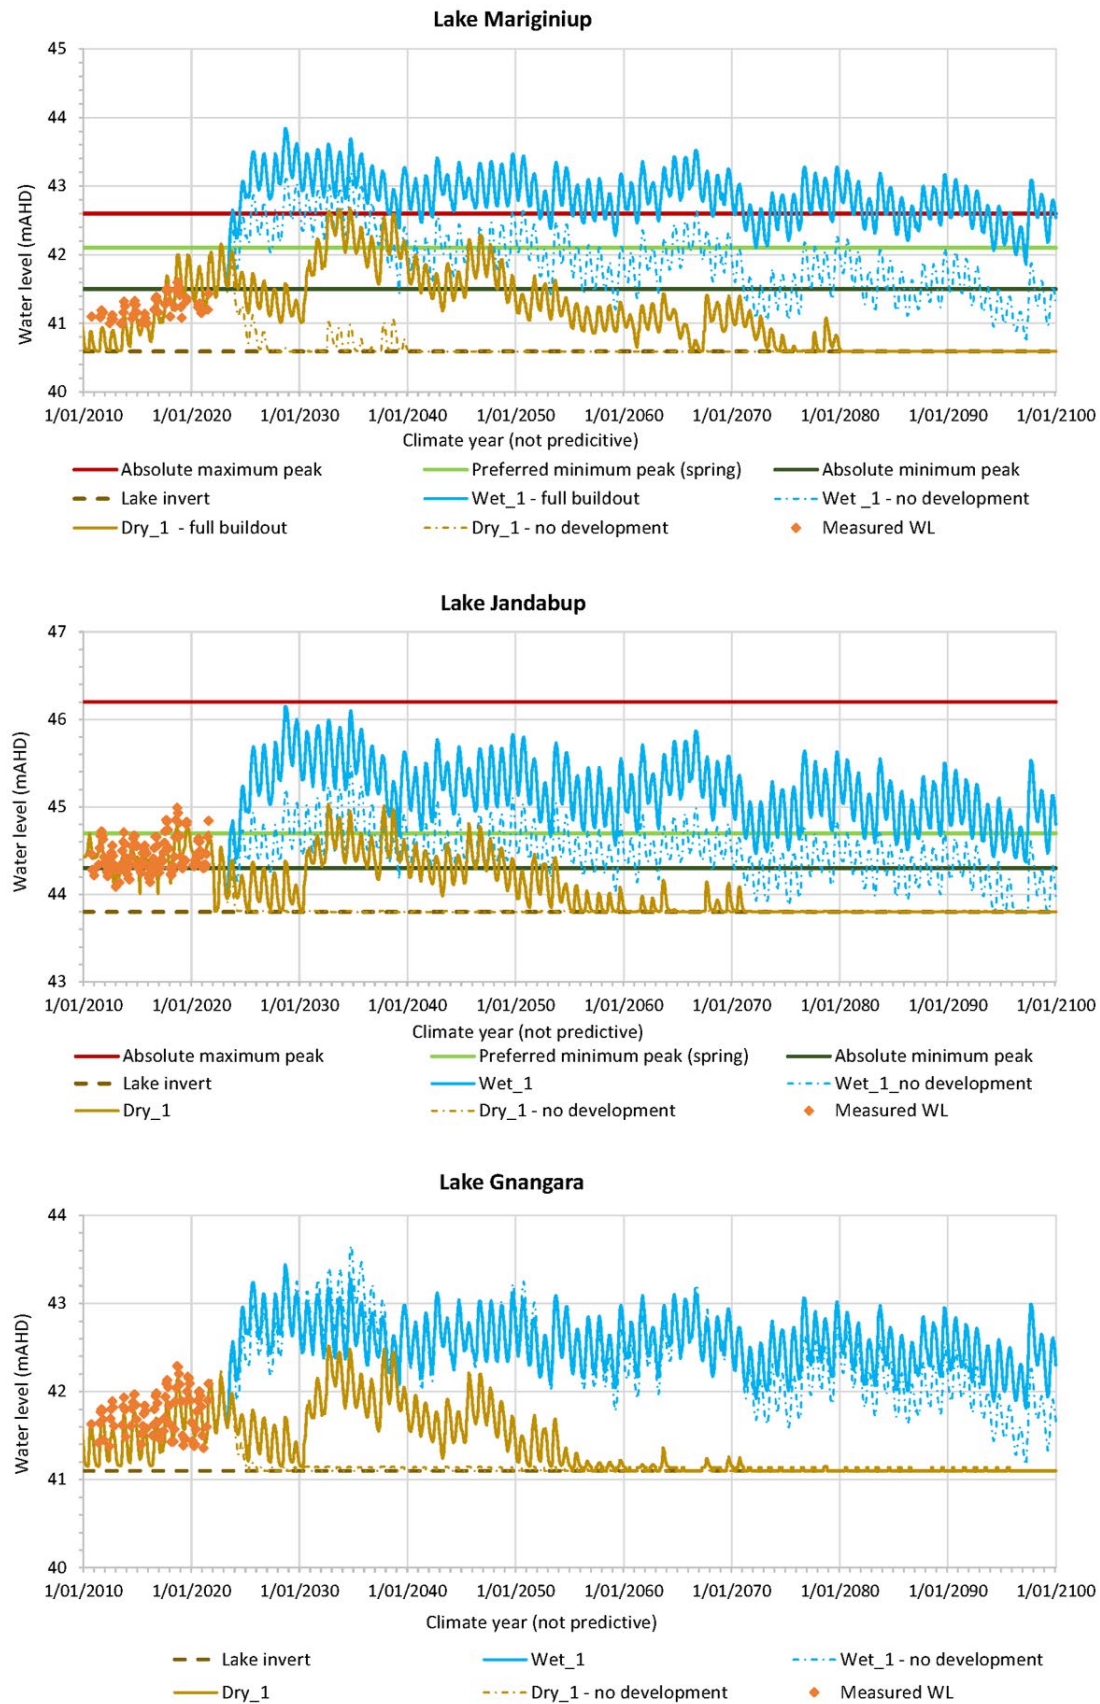 Lake Mariginiup
45
44
43
42
41
40
Water level (mAHD)
1/01/2010 1/01/2020 1/01/2030 1/01/2040 1/01/2050 1/01/2060 1/01/2070 1/01/2080 1/01/2090 1/01/2100
Climate year (not predicitive)
Absolute maximum peak Preferred minimum peak (spring) Absolute minimum peak
Lake invert Wet_1 - full buildout Wet _1 - no development
Dry_1 - full buildout Dry_1 - no development Measured WL
Lake Jandabup
47
46
45
44
43
Water level (mAHD)
1/01/2010 1/01/2020 1/01/2030 1/01/2040 1/01/2050 1/01/2060 1/01/2070 1/01/2080 1/01/2090 1/01/2100
Climate year (not predictive)
Absolute maximum peak Preferred minimum peak (spring) Absolute minimum peak
Lake invert Wet_1 Wet_1_no development
Dry_1 Dry_1 - no development Measured WL
Lake Gnangara
44
43
42
41
40
Water level (mAHD)
1/01/2010 1/01/2020 1/01/2030 1/01/2040 1/01/2050 1/01/2060 1/01/2070 1/01/2080 1/01/2090 1/01/2100
Climate year (not predictive)
Lake invert Wet_1 Wet_1 - no development
Dry_1 Dry_1 - no development Measured WL